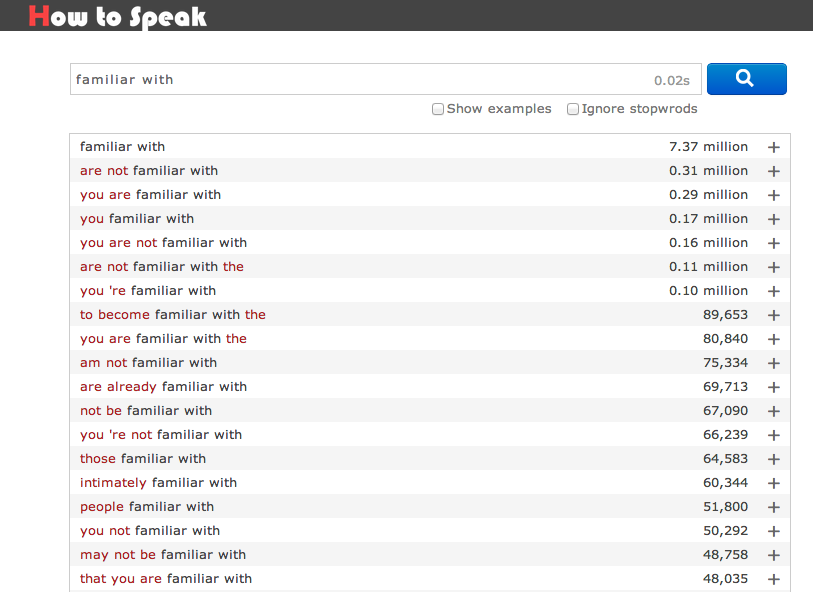 How to Speak
familiar with 0.02s
Show examples Ignore stopwrods
familiar with 7.37 million +
are not familiar with 0.31 million +
you are familiar with 0.29 million +
you familiar with 0.17 million +
you are not familiar with 0.16 million +
are not familiar with the 0.11 million +
you 're familiar with 0.10 million +
to become familiar with the 89,653 +
you are familiar with the 80,840 +
am not familiar with 75,334 +
are already familiar with 69,713 +
not be familiar with 67,090 +
you 're not familiar with 66,239 +
those familiar with 64,583 +
intimately familiar with 60,344 +
people familiar with 51,800 +
you not familiar with 50,292 +
may not be familiar with 48,758 +
that you are familiar with 48,035 +